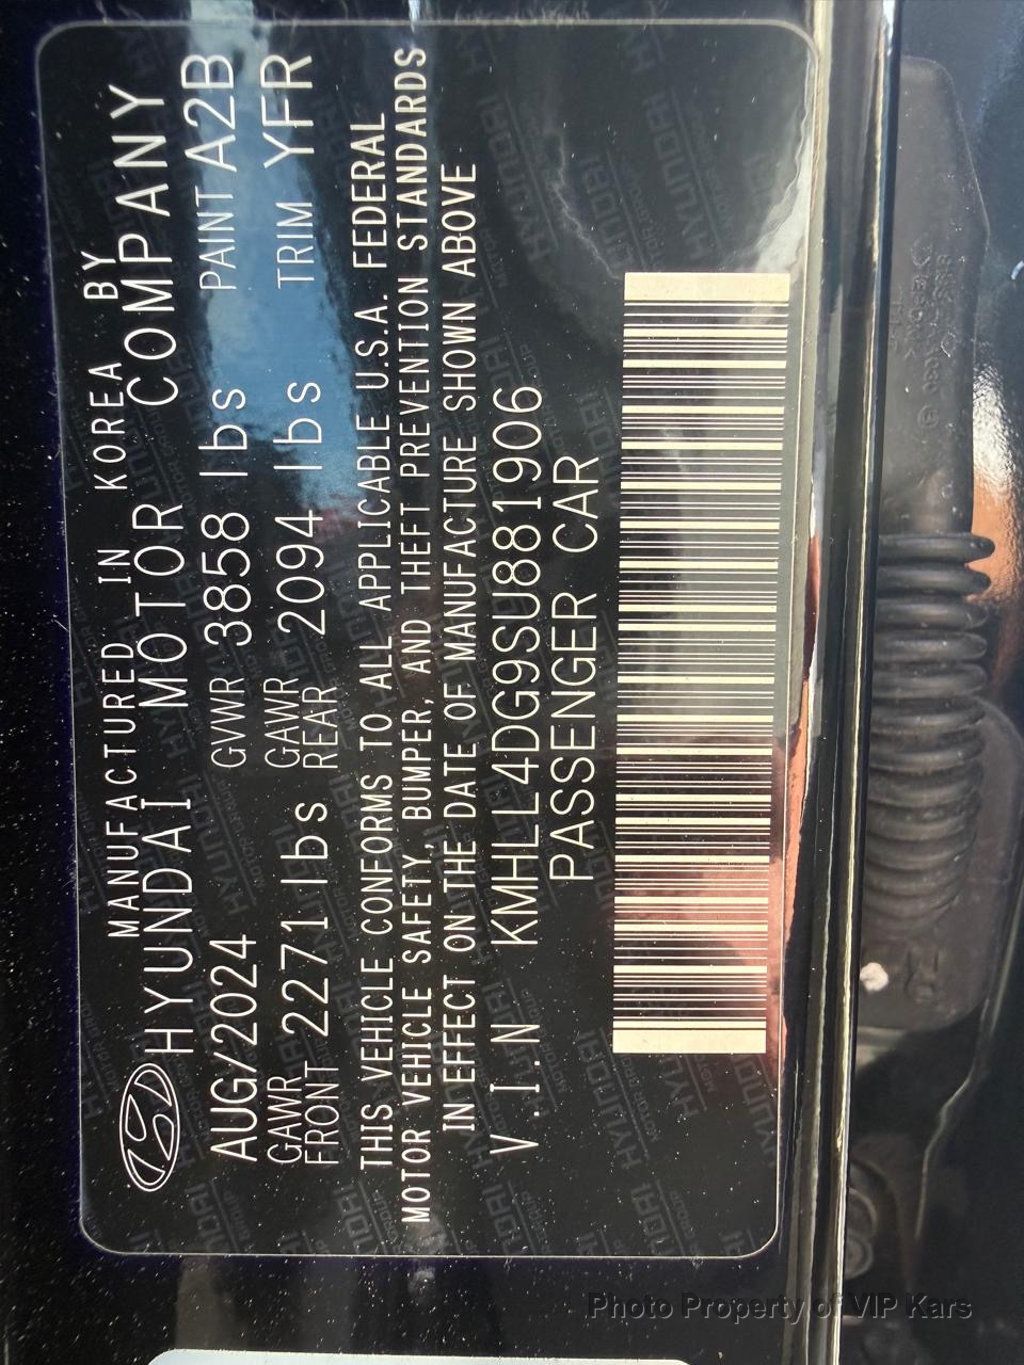 MANUFACTURED IN KOREA BY
HYUNDAI MOTOR COMPANY
AUG/2024 GVWR 3858 lbs PAINT A2B
GAWR FRONT 2271 lbs GAWR REAR 2094 lbs TRIM YFR
THIS VEHICLE CONFORMS TO ALL APPLICABLE U.S.A. FEDERAL
MOTOR VEHICLE SAFETY, BUMPER, AND THEFT PREVENTION STANDARDS
IN EFFECT ON THE DATE OF MANUFACTURE SHOWN ABOVE
V.I.N KMHLL4DG9SU881906
PASSENGER CAR
Photo Property of VIP Kars